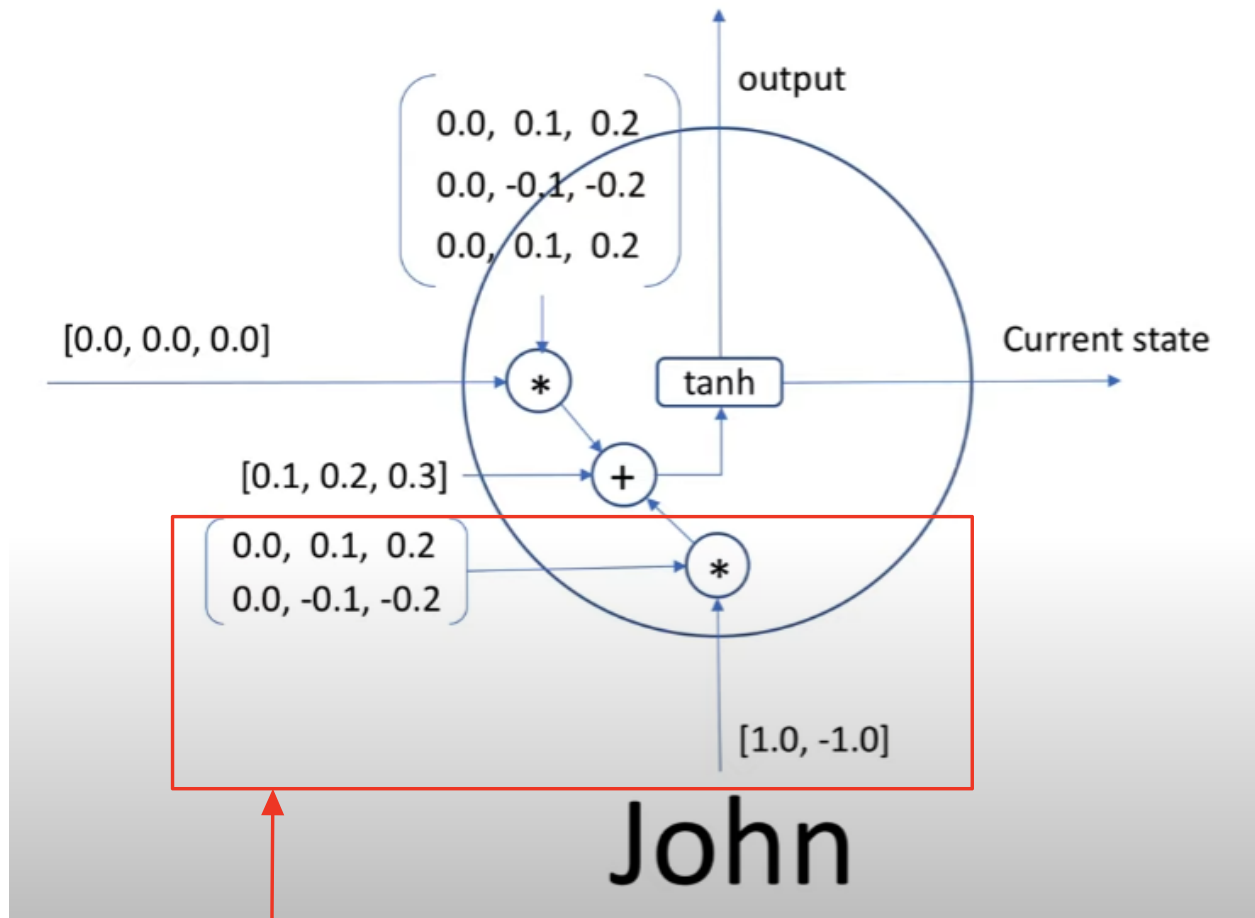 output
0.0, 0.1, 0.2
0.0, -0.1, -0.2
0.0, 0.1, 0.2
[0.0, 0.0, 0.0]
Current state
*
tanh
[0.1, 0.2, 0.3]
+
0.0, 0.1, 0.2
0.0, -0.1, -0.2
*
[1.0, -1.0]
John